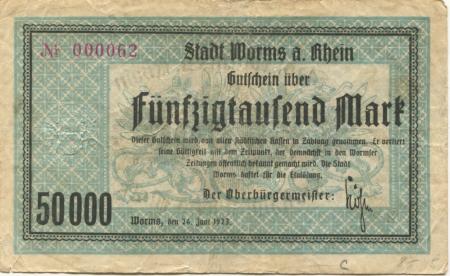 Nr 000062
Stadt Worms a. Rhein
Gutschein über
Fünfzigtausend Mark
Dieser Gutschein wird von allen städtischen Kassen in Zahlung genommen. Er verliert
seine Gültigkeit mit dem Zeitpunkt, der demnächst in den Wormser
Zeitungen öffentlich bekannt gemacht wird. Die Stadt
Worms haftet für die Einlösung.
Der Oberbürgermeister:
50000
Worms, den 26. Juni 1923.